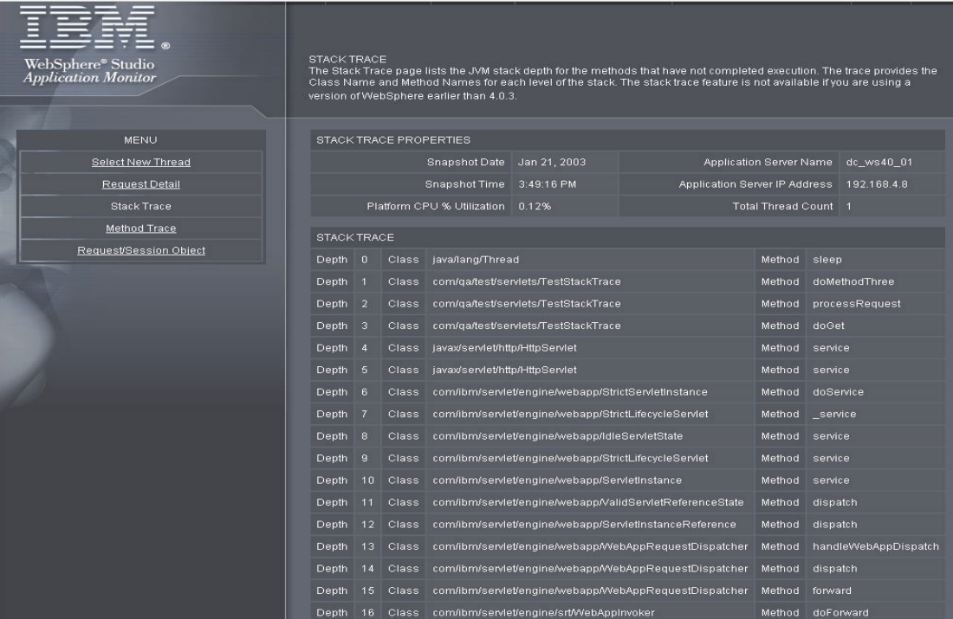 IBM ®
WebSphere® Studio
Application Monitor
STACK TRACE
The Stack Trace page lists the JVM stack depth for the methods that have not completed execution. The trace provides the
Class Name and Method Names for each level of the stack. The stack trace feature is not available if you are using a
version of WebSphere earlier than 4.0.3.
MENU
Select New Thread
Request Detail
Stack Trace
Method Trace
Request/Session Object
STACK TRACE PROPERTIES
Snapshot Date Jan 21, 2003 Application Server Name dc_ws40_01
Snapshot Time 3:49:16 PM Application Server IP Address 192.168.4.8
Platform CPU % Utilization 0.12% Total Thread Count 1
STACK TRACE
Depth 0 Class java/lang/Thread Method sleep
Depth 1 Class com/qa/test/servlets/TestStackTrace Method doMethodThree
Depth 2 Class com/qa/test/servlets/TestStackTrace Method processRequest
Depth 3 Class com/qa/test/servlets/TestStackTrace Method doGet
Depth 4 Class javax/servlet/http/HttpServlet Method service
Depth 5 Class javax/servlet/http/HttpServlet Method service
Depth 6 Class com/ibm/servlet/engine/webapp/StrictServletInstance Method doService
Depth 7 Class com/ibm/servlet/engine/webapp/StrictLifecycleServlet Method _service
Depth 8 Class com/ibm/servlet/engine/webapp/IdleServletState Method service
Depth 9 Class com/ibm/servlet/engine/webapp/StrictLifecycleServlet Method service
Depth 10 Class com/ibm/servlet/engine/webapp/ServletInstance Method service
Depth 11 Class com/ibm/servlet/engine/webapp/ValidServletReferenceState Method dispatch
Depth 12 Class com/ibm/servlet/engine/webapp/ServletInstanceReference Method dispatch
Depth 13 Class com/ibm/servlet/engine/webapp/WebAppRequestDispatcher Method handleWebAppDispatch
Depth 14 Class com/ibm/servlet/engine/webapp/WebAppRequestDispatcher Method dispatch
Depth 15 Class com/ibm/servlet/engine/webapp/WebAppRequestDispatcher Method forward
Depth 16 Class com/ibm/servlet/engine/srt/WebAppInvoker Method doForward